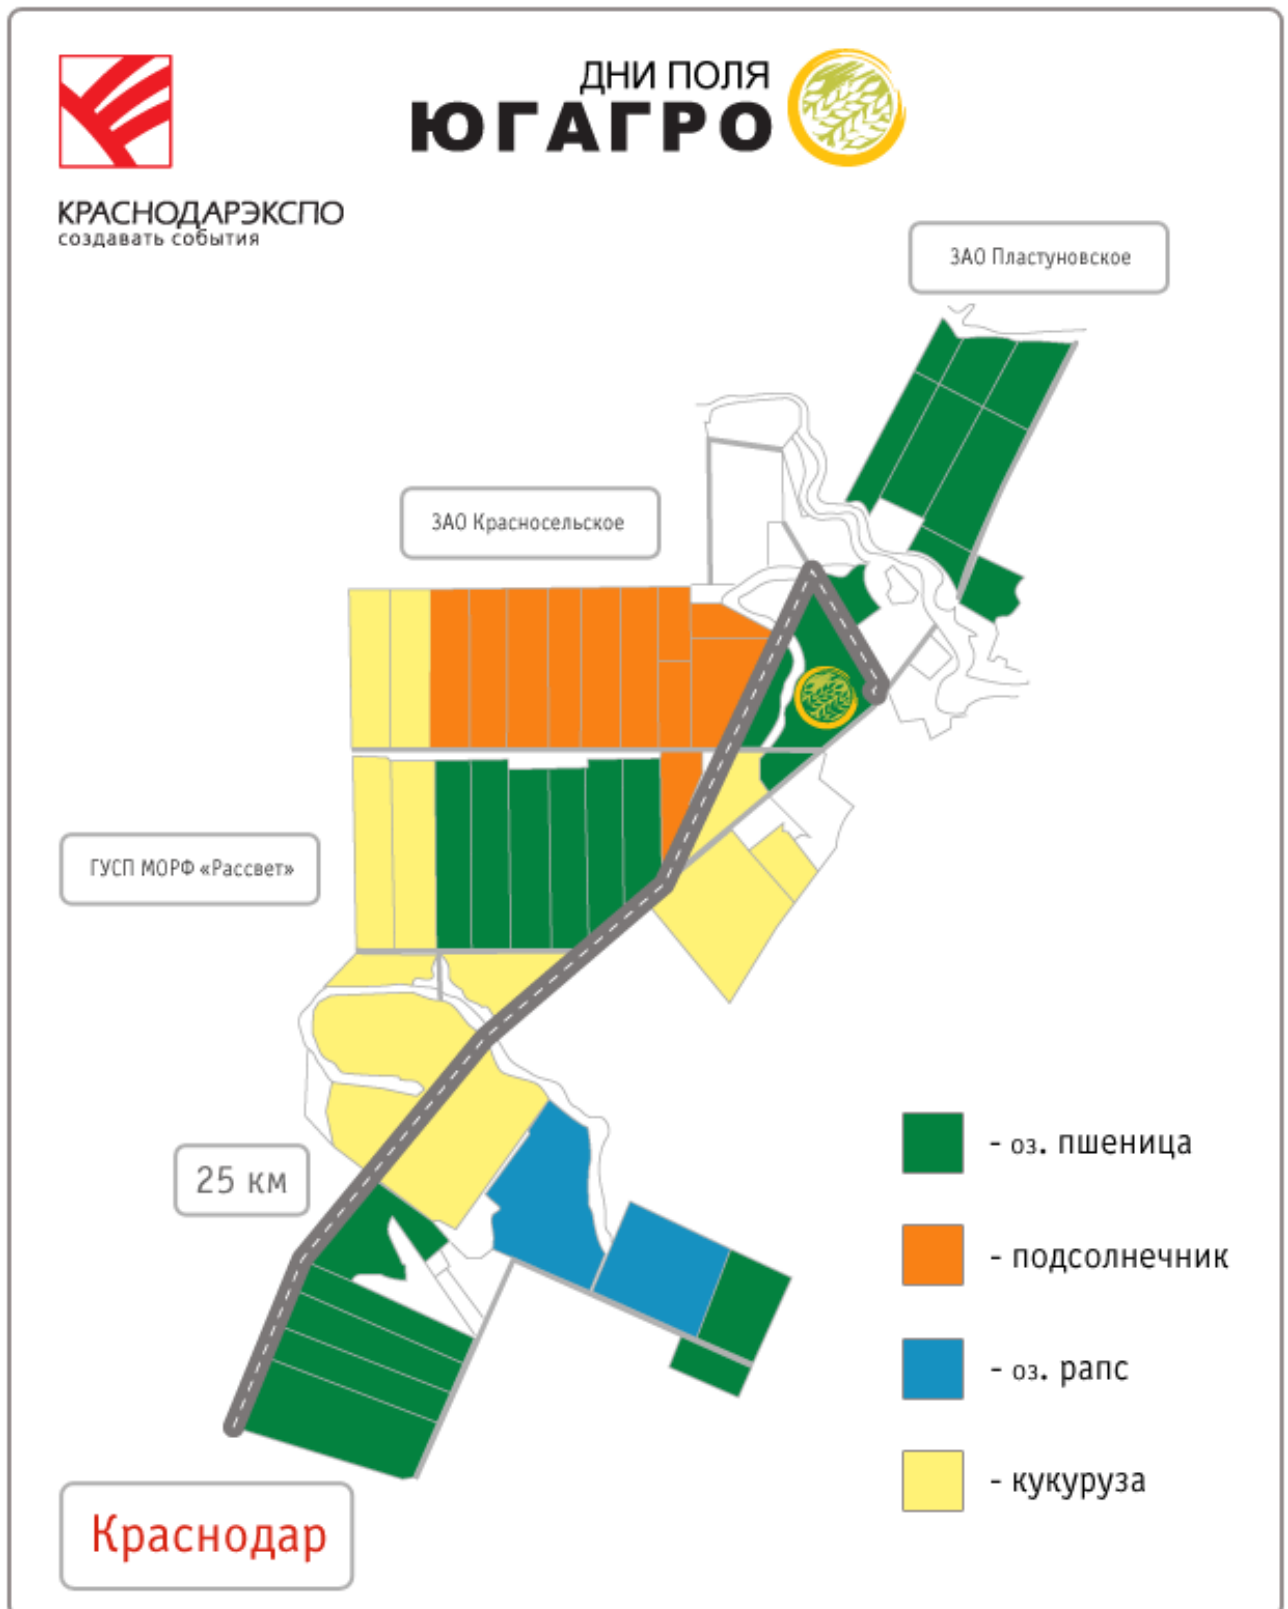 ДНИ ПОЛЯ
ЮГАГРО
КРАСНОДАРЭКСПО
создавать события
ЗАО Пластуновское
ЗАО Красносельское
ГУСП МОРФ «Рассвет»
- оз. пшеница
25 км
- подсолнечник
- оз. рапс
- кукуруза
Краснодар